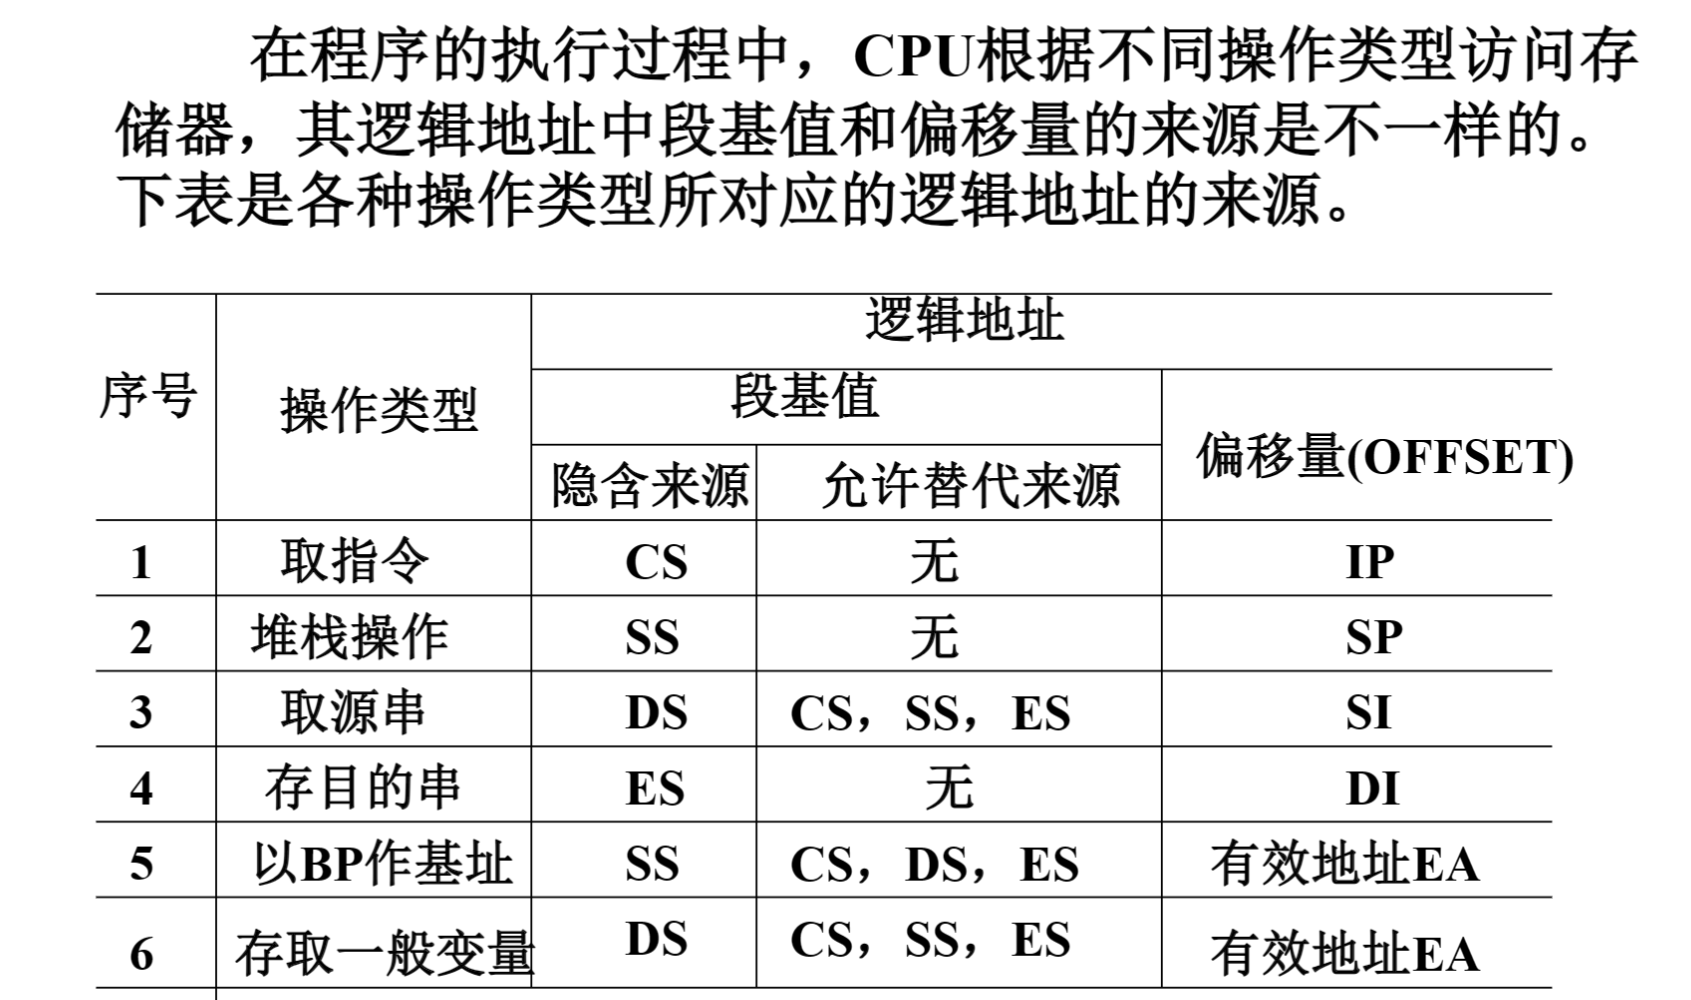 在程序的执行过程中，CPU根据不同操作类型访问存
储器，其逻辑地址中段基值和偏移量的来源是不一样的。
下表是各种操作类型所对应的逻辑地址的来源。
序号 操作类型 逻辑地址
段基值 偏移量(OFFSET)
隐含来源 允许替代来源
1 取指令 CS 无 IP
2 堆栈操作 SS 无 SP
3 取源串 DS CS，SS，ES SI
4 存目的串 ES 无 DI
5 以BP作基址 SS CS，DS，ES 有效地址EA
6 存取一般变量 DS CS，SS，ES 有效地址EA